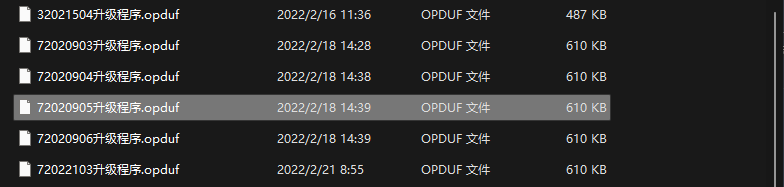 32021504升级程序.opduf 2022/2/16 11:36 OPDUF 文件 487 KB
72020903升级程序.opduf 2022/2/18 14:28 OPDUF 文件 610 KB
72020904升级程序.opduf 2022/2/18 14:38 OPDUF 文件 610 KB
72020905升级程序.opduf 2022/2/18 14:39 OPDUF 文件 610 KB
72020906升级程序.opduf 2022/2/18 14:39 OPDUF 文件 610 KB
72022103升级程序.opduf 2022/2/21 8:55 OPDUF 文件 610 KB